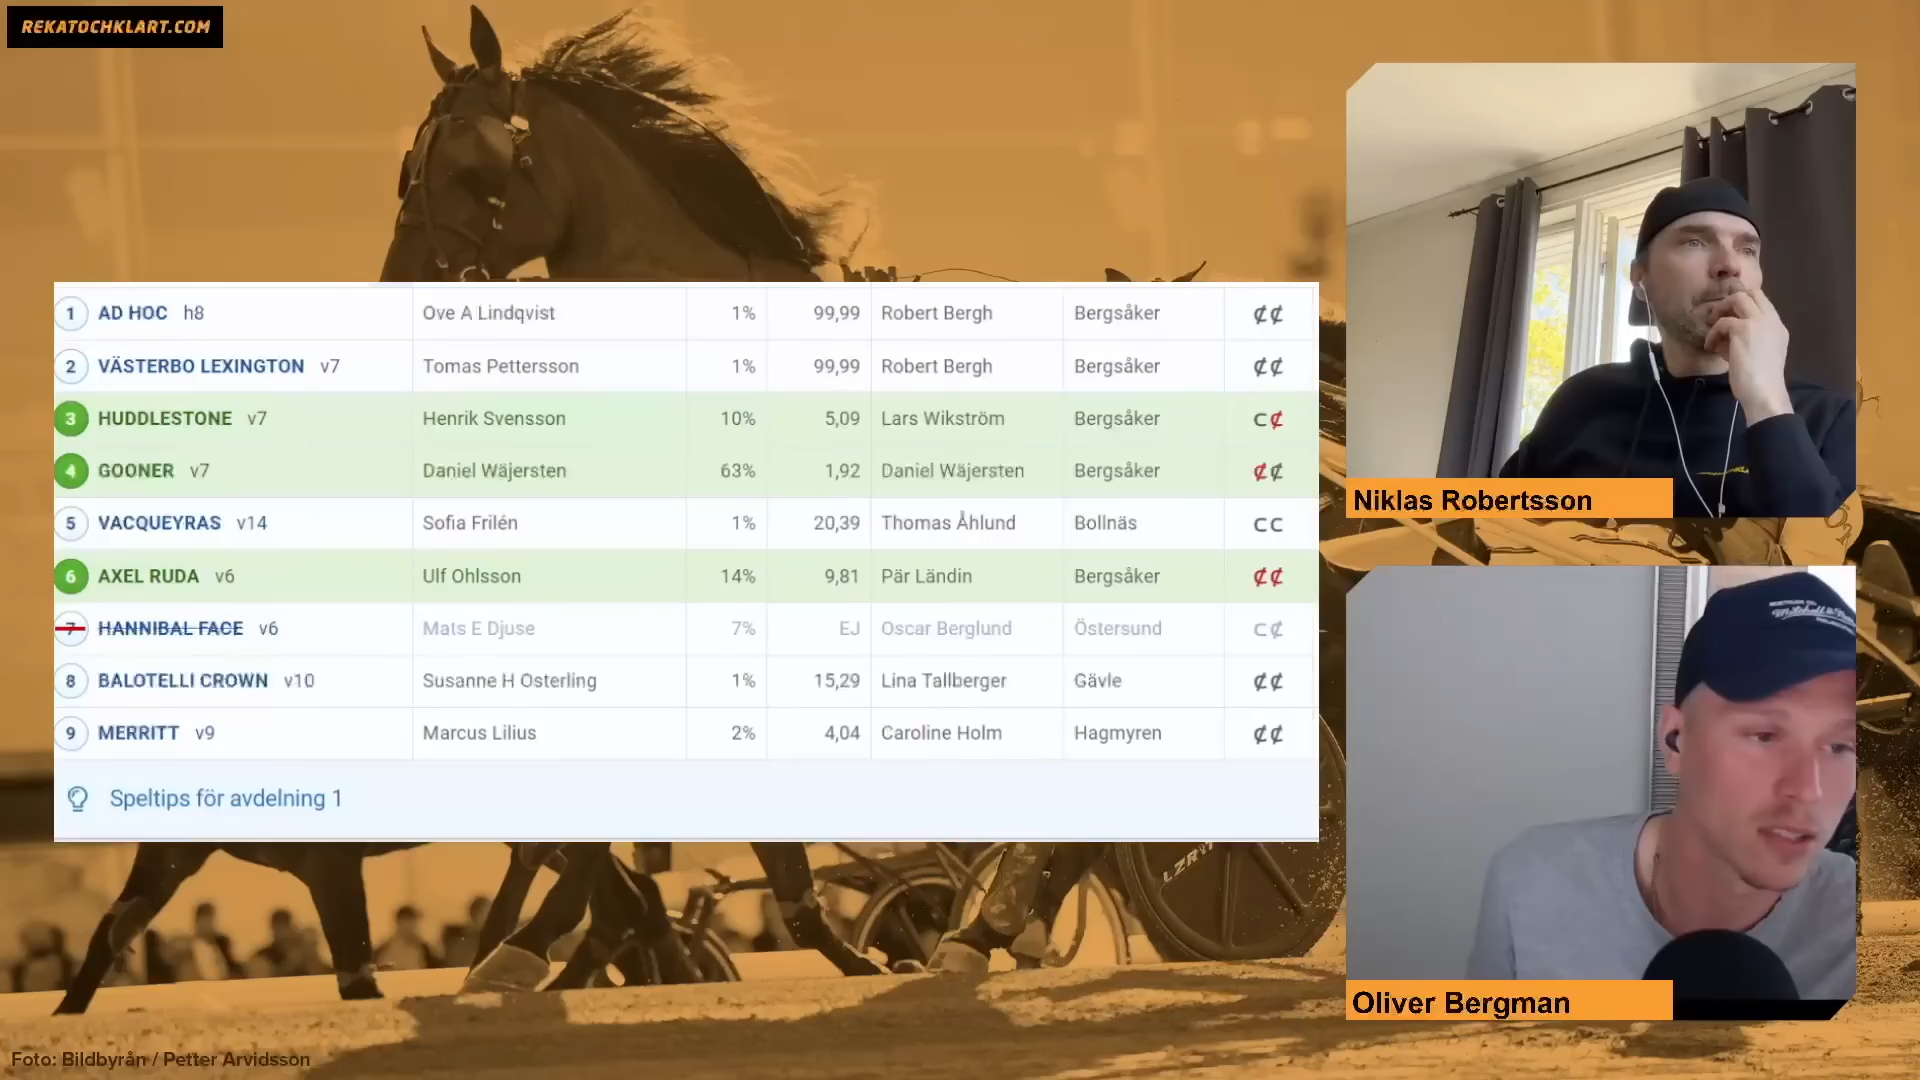 REKATOCHKLART.COM
1 AD HOC h8 Ove A Lindqvist 1% 99,99 Robert Bergh Bergsåker ¢¢
2 VÄSTERBO LEXINGTON v7 Tomas Pettersson 1% 99,99 Robert Bergh Bergsåker ¢¢
3 HUDDLESTONE v7 Henrik Svensson 10% 5,09 Lars Wikström Bergsåker C¢
4 GOONER v7 Daniel Wäjersten 63% 1,92 Daniel Wäjersten Bergsåker ¢¢
5 VACQUEYRAS v14 Sofia Frilén 1% 20,39 Thomas Åhlund Bollnäs CC
6 AXEL RUDA v6 Ulf Ohlsson 14% 9,81 Pär Ländin Bergsåker ¢¢
7 HANNIBAL FACE v6 Mats E Djuse 7% EJ Oscar Berglund Östersund C¢
8 BALOTELLI CROWN v10 Susanne H Osterling 1% 15,29 Lina Tallberger Gävle ¢¢
9 MERRITT v9 Marcus Lilius 2% 4,04 Caroline Holm Hagmyren ¢¢
Speltips för avdelning 1
Niklas Robertsson
Oliver Bergman
Foto: Bildbyrån / Petter Arvidsson